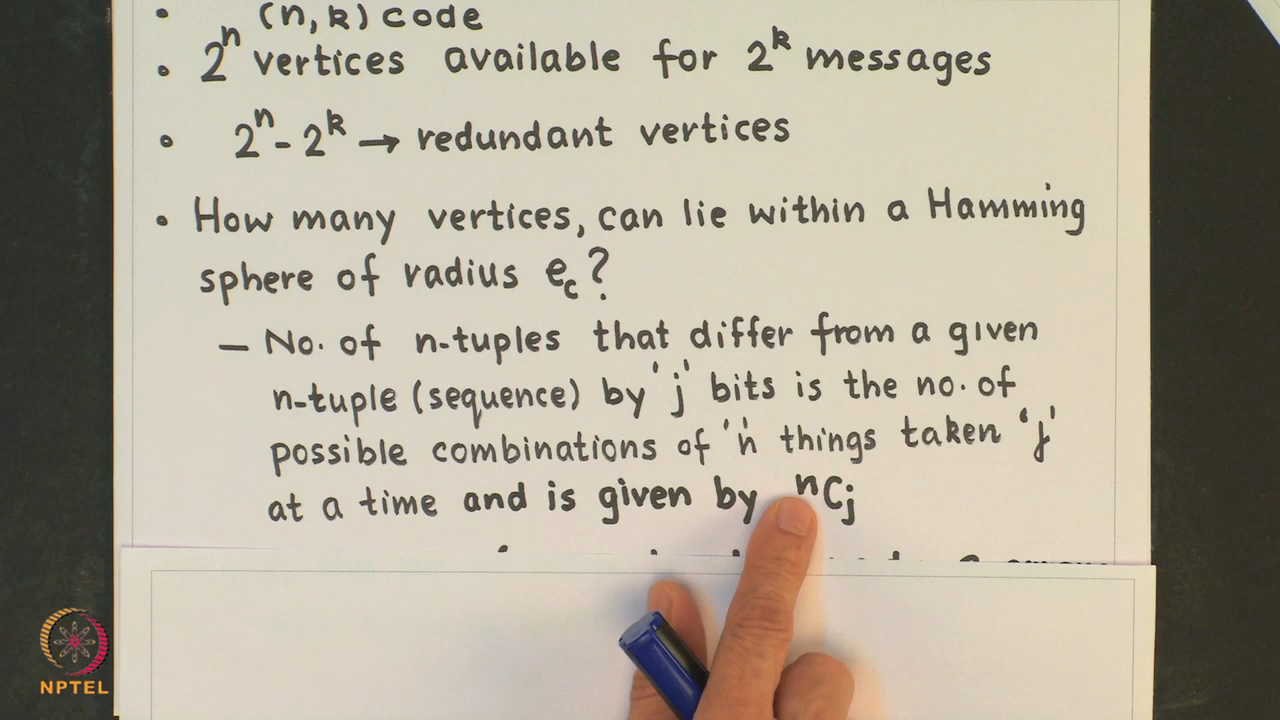 • (n,k) code
• 2^n vertices available for 2^k messages
• 2^n - 2^k → redundant vertices
• How many vertices, can lie within a Hamming
sphere of radius e_c?
— No. of n-tuples that differ from a given
n-tuple (sequence) by 'j' bits is the no. of
possible combinations of 'n' things taken 'j'
at a time and is given by ^nC_j
NPTEL